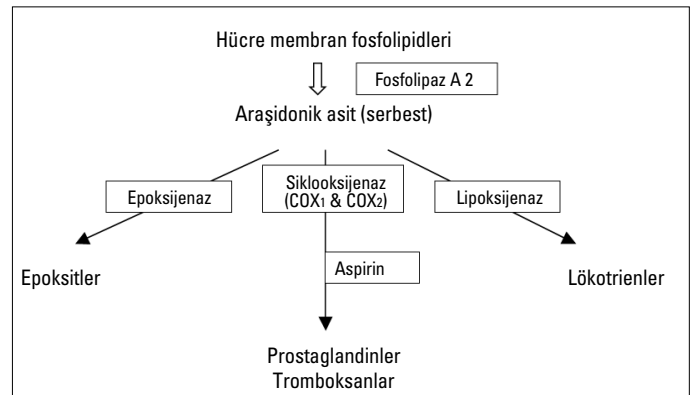 Hücre membran fosfolipidleri
Fosfolipaz A 2
Araşidonik asit (serbest)
Epoksijenaz
Siklooksijenaz
(COX1 & COX2)
Lipoksijenaz
Aspirin
Epoksitler
Lökotrienler
Prostaglandinler
Tromboksanlar